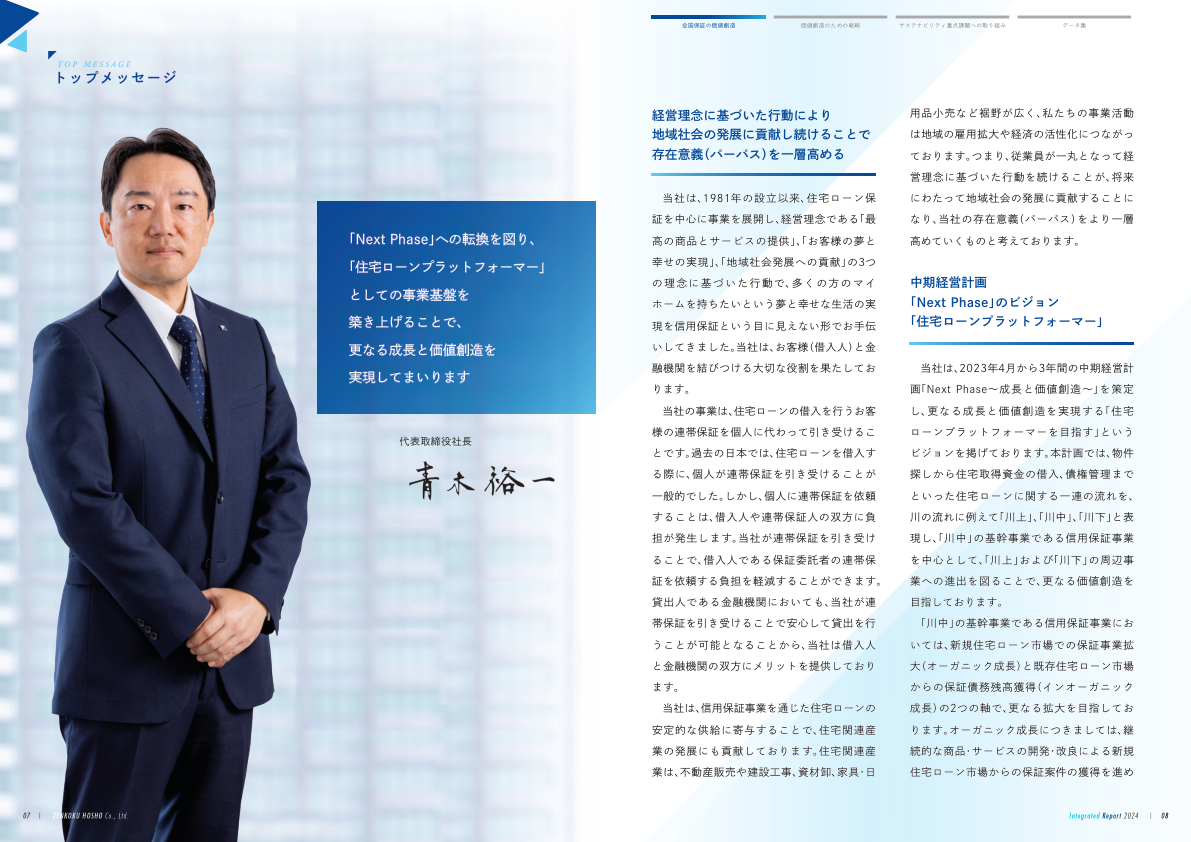 全国保証の価値創造
価値創造のための戦略
サステナビリティ重点課題への取り組み
データ集
TOP MESSAGE
トップメッセージ
「Next Phase」への転換を図り、
「住宅ローンプラットフォーマー」
としての事業基盤を
築き上げることで、
更なる成長と価値創造を
実現してまいります
代表取締役社長
青木 裕一
経営理念に基づいた行動により
地域社会の発展に貢献し続けることで
存在意義（パーパス）を一層高める
当社は、1981年の設立以来、住宅ローン保
証を中心に事業を展開し、経営理念である「最
高の商品とサービスの提供」、「お客様の夢と
幸せの実現」、「地域社会発展への貢献」の3つ
の理念に基づいた行動で、多くの方のマイ
ホームを持ちたいという夢と幸せな生活の実
現を信用保証という目に見えない形でお手伝
いしてきました。当社は、お客様（借入人）と金
融機関を結びつける大切な役割を果たしてお
ります。
当社の事業は、住宅ローンの借入を行うお客
様の連帯保証を個人に代わって引き受けるこ
とです。過去の日本では、住宅ローンを借入す
る際に、個人が連帯保証を引き受けることが
一般的でした。しかし、個人に連帯保証を依頼
することは、借入人や連帯保証人の双方に負
担が発生します。当社が連帯保証を引き受け
ることで、借入人である保証委託者の連帯保
証を依頼する負担を軽減することができます。
貸出人である金融機関においても、当社が連
帯保証を引き受けることで安心して貸出を行
うことが可能となることから、当社は借入人
と金融機関の双方にメリットを提供しており
ます。
当社は、信用保証事業を通じた住宅ローンの
安定的な供給に寄与することで、住宅関連産
業の発展にも貢献しております。住宅関連産
業は、不動産販売や建設工事、資材卸、家具・日
用品小売など裾野が広く、私たちの事業活動
は地域の雇用拡大や経済の活性化につながっ
ております。つまり、従業員が一丸となって経
営理念に基づいた行動を続けることが、将来
にわたって地域社会の発展に貢献することに
なり、当社の存在意義（パーパス）をより一層
高めていくものと考えております。
中期経営計画
「Next Phase」のビジョン
「住宅ローンプラットフォーマー」
当社は、2023年4月から3年間の中期経営計
画「Next Phase～成長と価値創造～」を策定
し、更なる成長と価値創造を実現する「住宅
ローンプラットフォーマーを目指す」という
ビジョンを掲げております。本計画では、物件
探しから住宅取得資金の借入、債権管理まで
といった住宅ローンに関する一連の流れを、
川の流れに例えて「川上」、「川中」、「川下」と表
現し、「川中」の基幹事業である信用保証事業
を中心として、「川上」および「川下」の周辺事
業への進出を図ることで、更なる価値創造を
目指しております。
「川中」の基幹事業である信用保証事業にお
いては、新規住宅ローン市場での保証事業拡
大（オーガニック成長）と既存住宅ローン市場
からの保証債務残高獲得（インオーガニック
成長）の2つの軸で、更なる拡大を目指してお
ります。オーガニック成長につきましては、継
続的な商品・サービスの開発・改良による新規
住宅ローン市場からの保証案件の獲得を進め
07 | ZENKOKU HOSHO Co., Ltd.
Integrated Report 2024 | 08